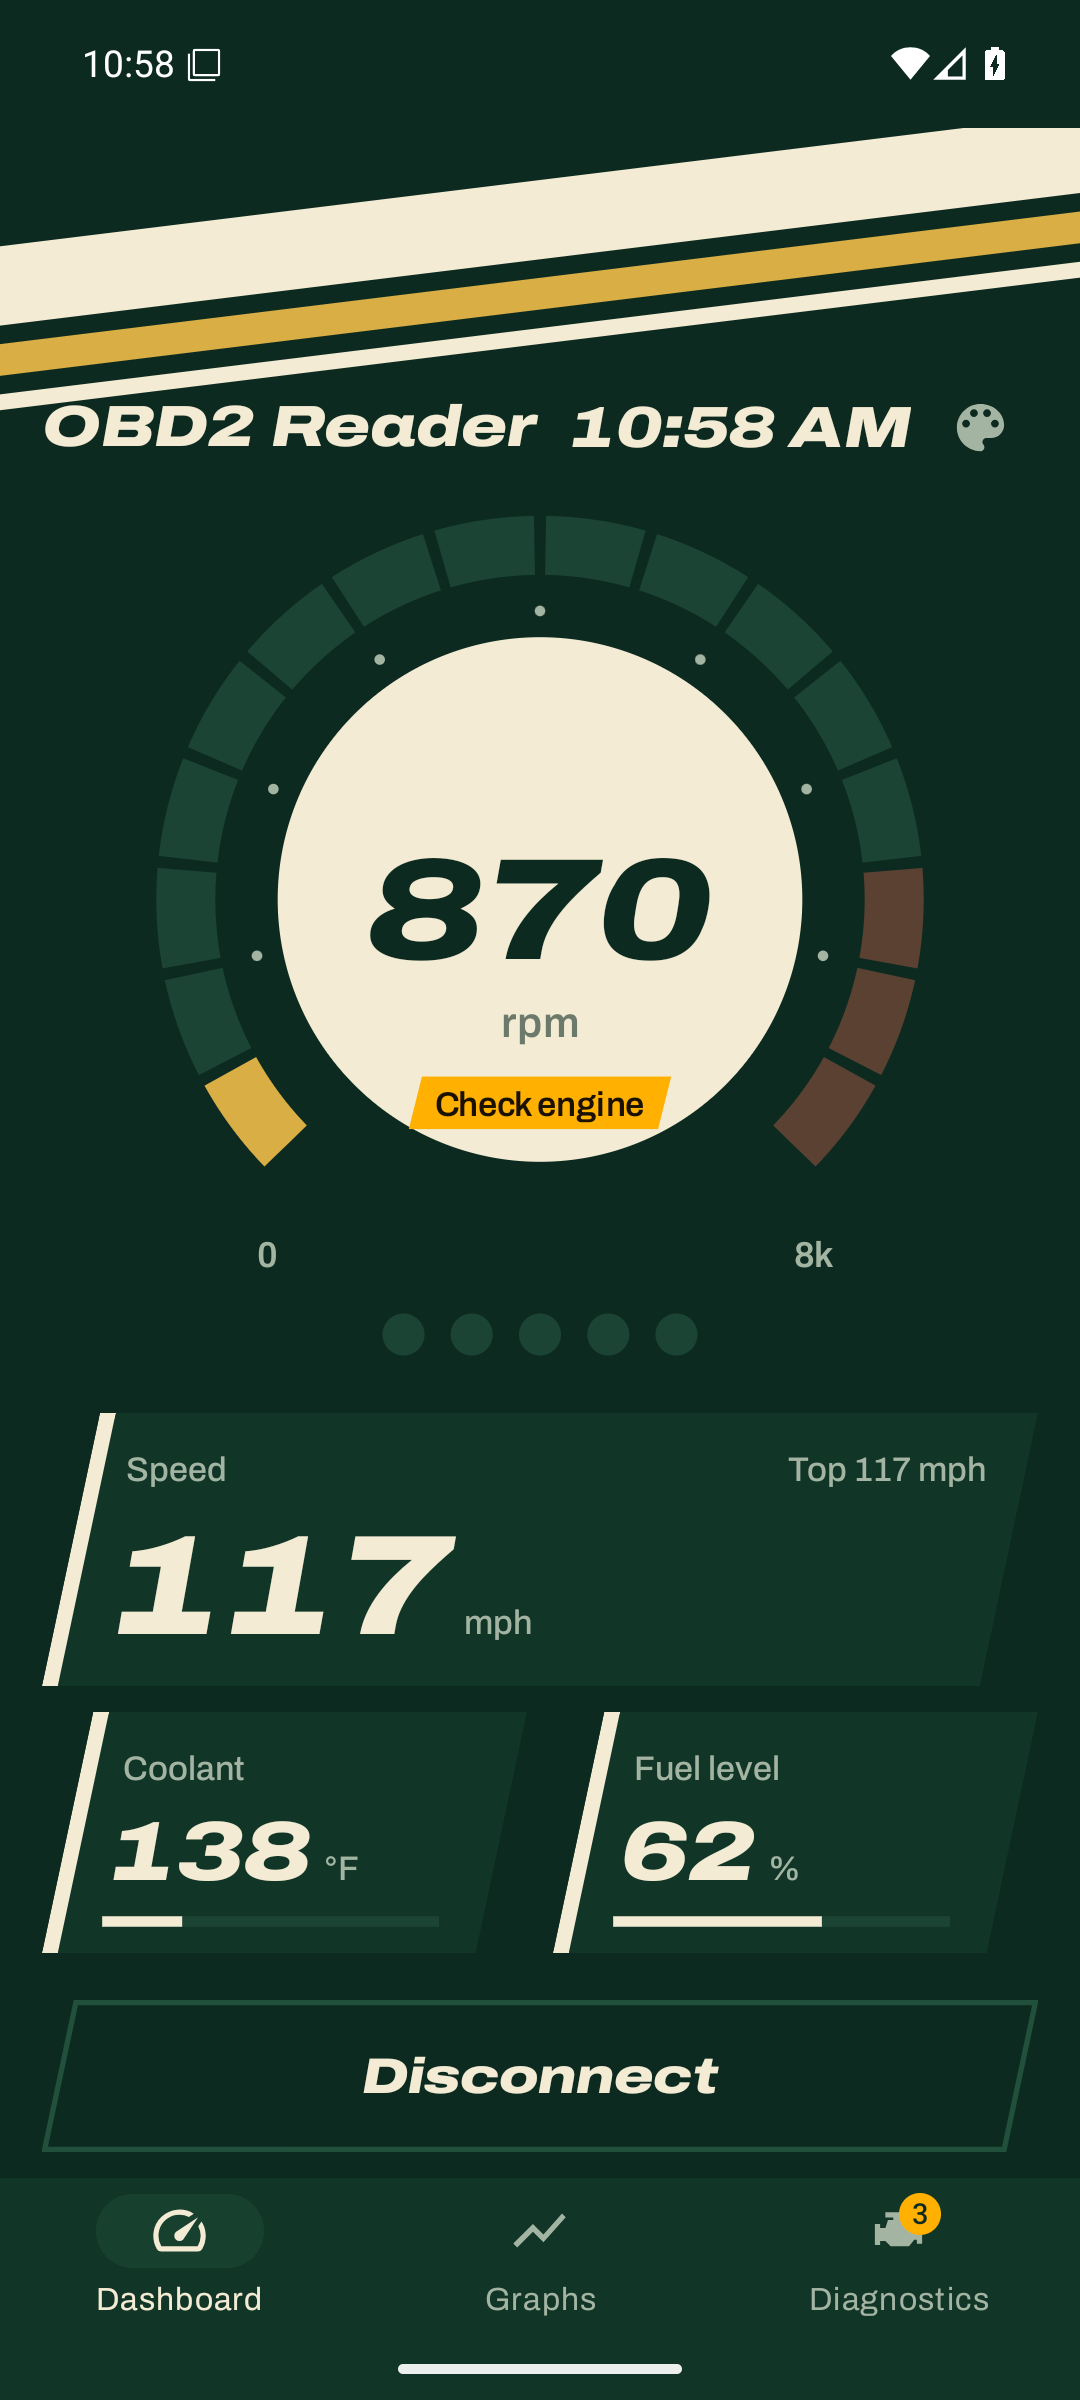 10:58
OBD2 Reader 10:58 AM
870
rpm
Check engine
0 8k
Speed Top 117 mph
117 mph
Coolant Fuel level
138 °F 62 %
Disconnect
3
Dashboard Graphs Diagnostics